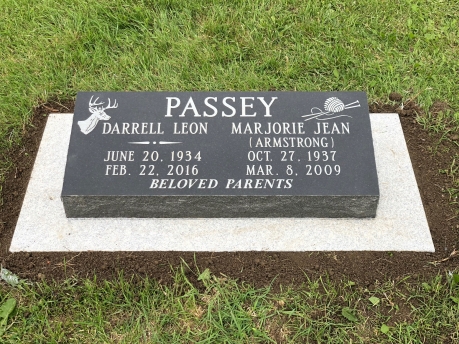 PASSEY
DARRELL LEON MARJORIE JEAN
(ARMSTRONG)
JUNE 20. 1934 OCT. 27. 1937
FEB. 22. 2016 MAR. 8. 2009
BELOVED PARENTS